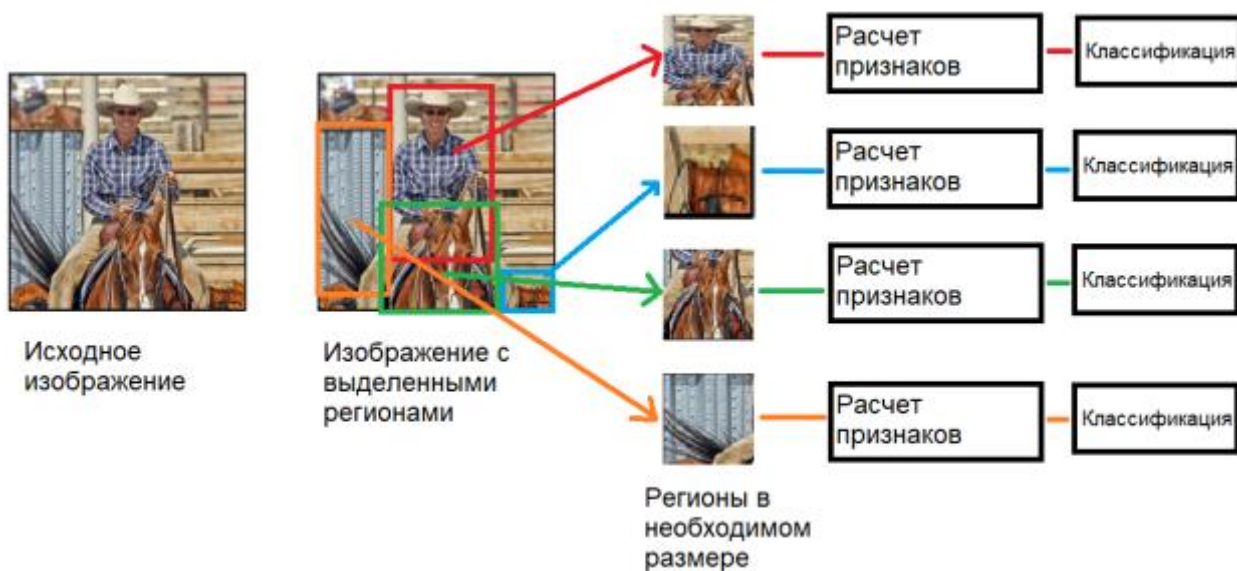 Расчет
признаков
Классификация
Расчет
признаков
Классификация
Расчет
признаков
Классификация
Расчет
признаков
Классификация
Исходное
изображение
Изображение с
выделенными
регионами
Регионы в
необходимом
размере